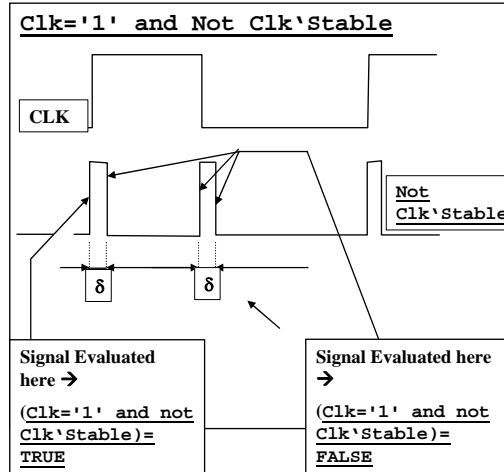 Clk='1' and Not Clk‘Stable
CLK
Not
Clk‘Stable
δ
δ
Signal Evaluated
here →
(Clk='1' and not
Clk‘Stable)=
TRUE
Signal Evaluated here
→
(Clk='1' and not
Clk‘Stable)=
FALSE